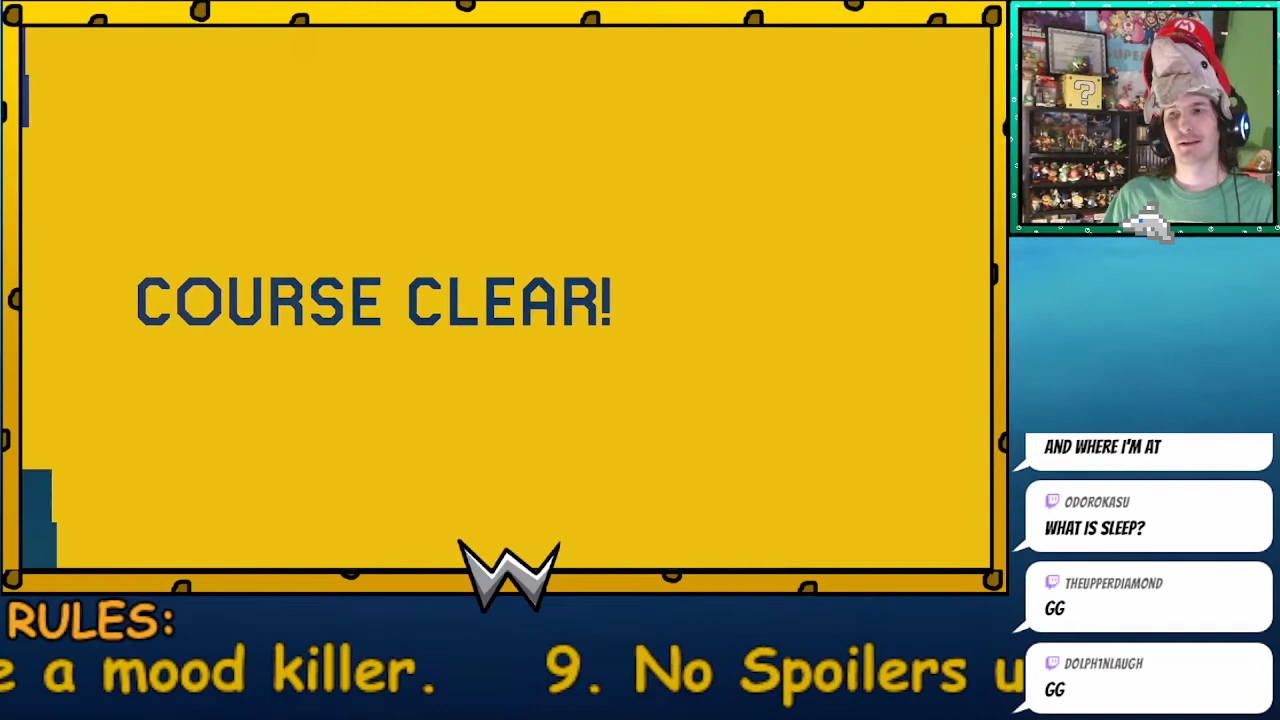 COURSE CLEAR!
SUPER
?
AND WHERE I'M AT
ODOROKASU
WHAT IS SLEEP?
THEUPPERDIAMOND
GG
DOLPH1NLAUGH
GG
W
RULES:
e a mood killer. 9. No Spoilers u